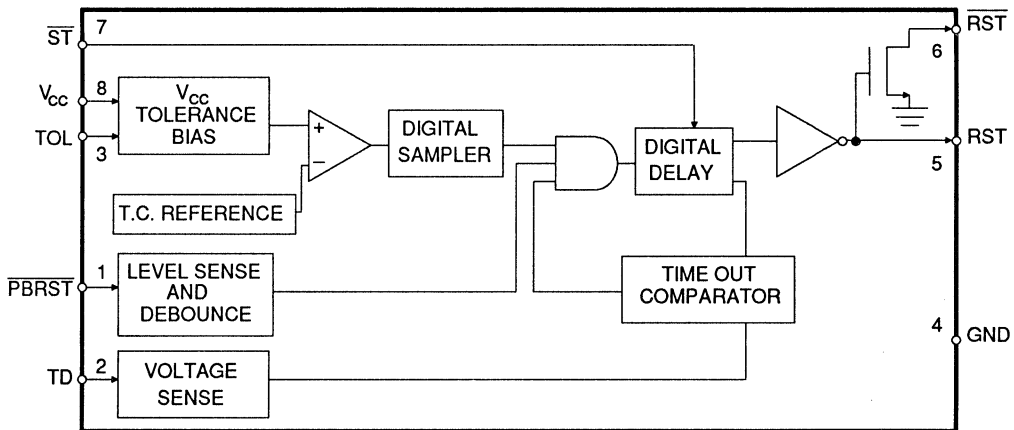 ST 7
RST
6
VCC 8
TOL 3
VCC
TOLERANCE
BIAS
+
−
DIGITAL
SAMPLER
DIGITAL
DELAY
RST
5
T.C. REFERENCE
PBRST 1
LEVEL SENSE
AND
DEBOUNCE
TIME OUT
COMPARATOR
4 GND
TD 2
VOLTAGE
SENSE